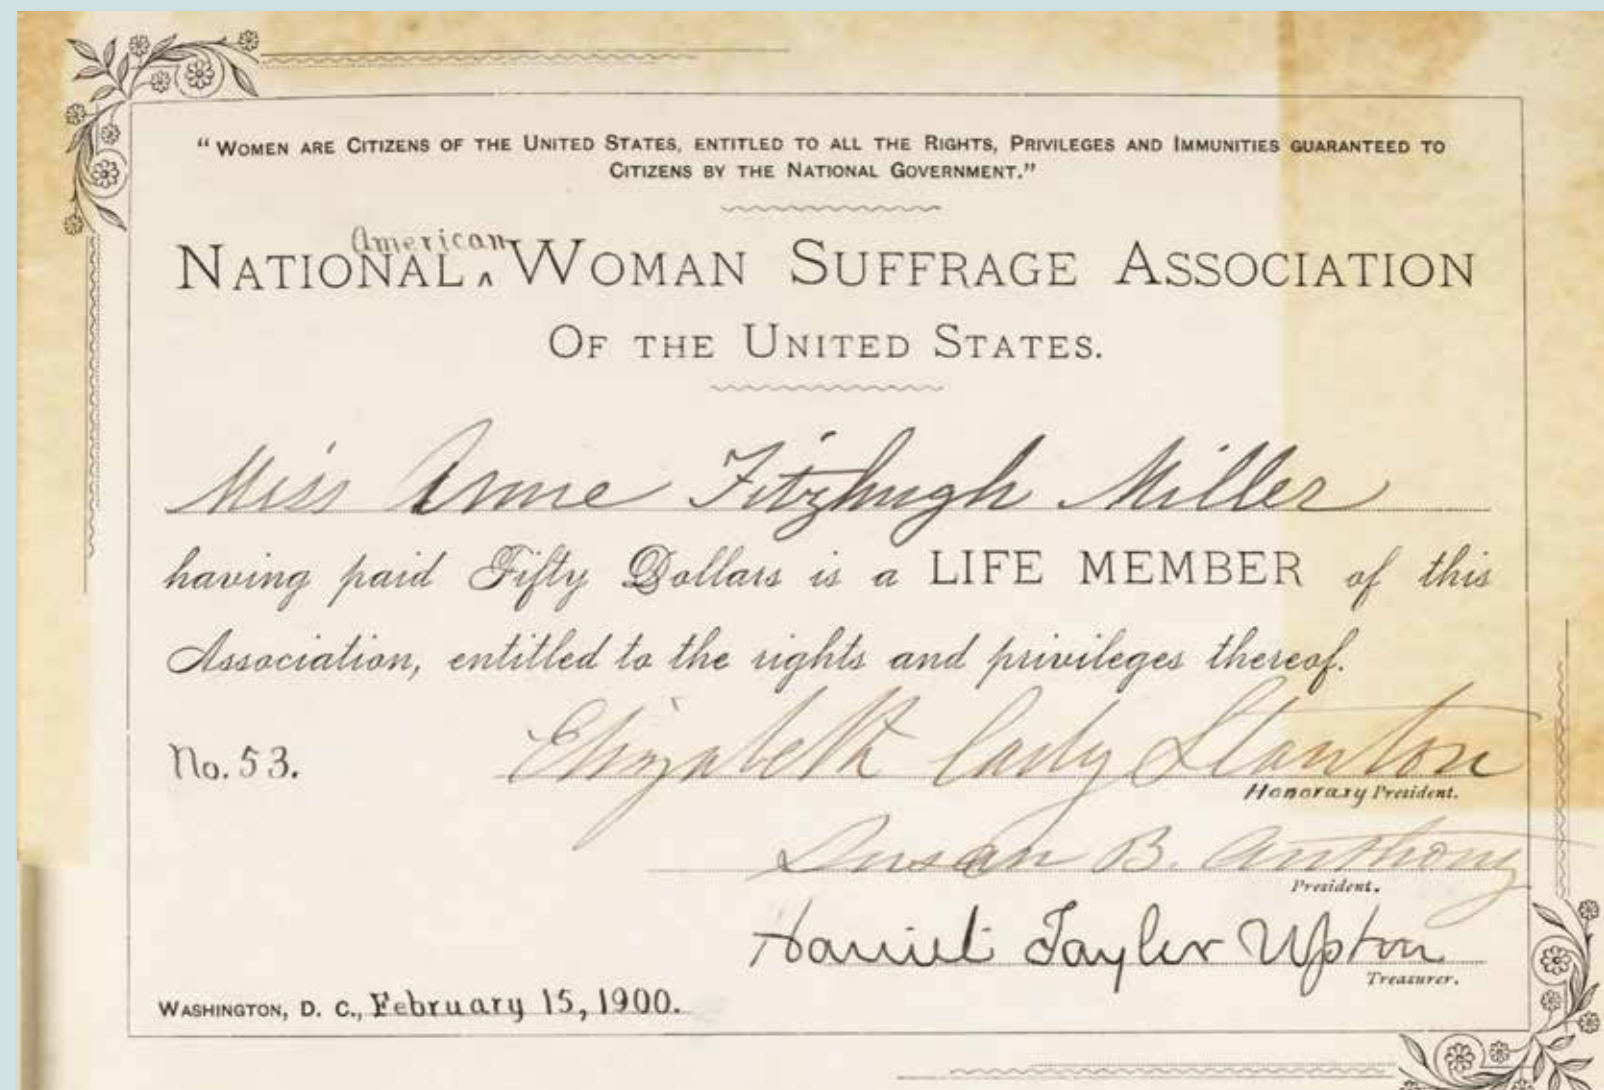 "WOMEN ARE CITIZENS OF THE UNITED STATES, ENTITLED TO ALL THE RIGHTS, PRIVILEGES AND IMMUNITIES GUARANTEED TO
CITIZENS BY THE NATIONAL GOVERNMENT."
NATIONAL ^American WOMAN SUFFRAGE ASSOCIATION
OF THE UNITED STATES.
Miss Anne Fitzhugh Miller
having paid Fifty Dollars is a LIFE MEMBER of this
Association, entitled to the rights and privileges thereof.
No. 53. Elizabeth Cady Stanton
Honorary President.
Susan B. Anthony
President.
Harriet Taylor Upton
Treasurer.
WASHINGTON, D. C., February 15, 1900.